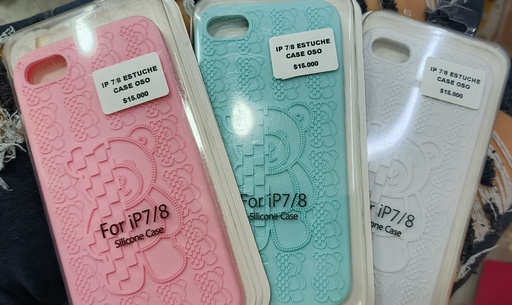 IP 7/8 ESTUCHE
CASE OSO
$15.000
For iP7/8
Silicone Case
IP 7/8 ESTUCHE
CASE OSO
$15.000
For iP7/8
Silicone Case
IP 7/8 ESTUCHE
CASE OSO
$15.000
For iP7/8
Silicone Case